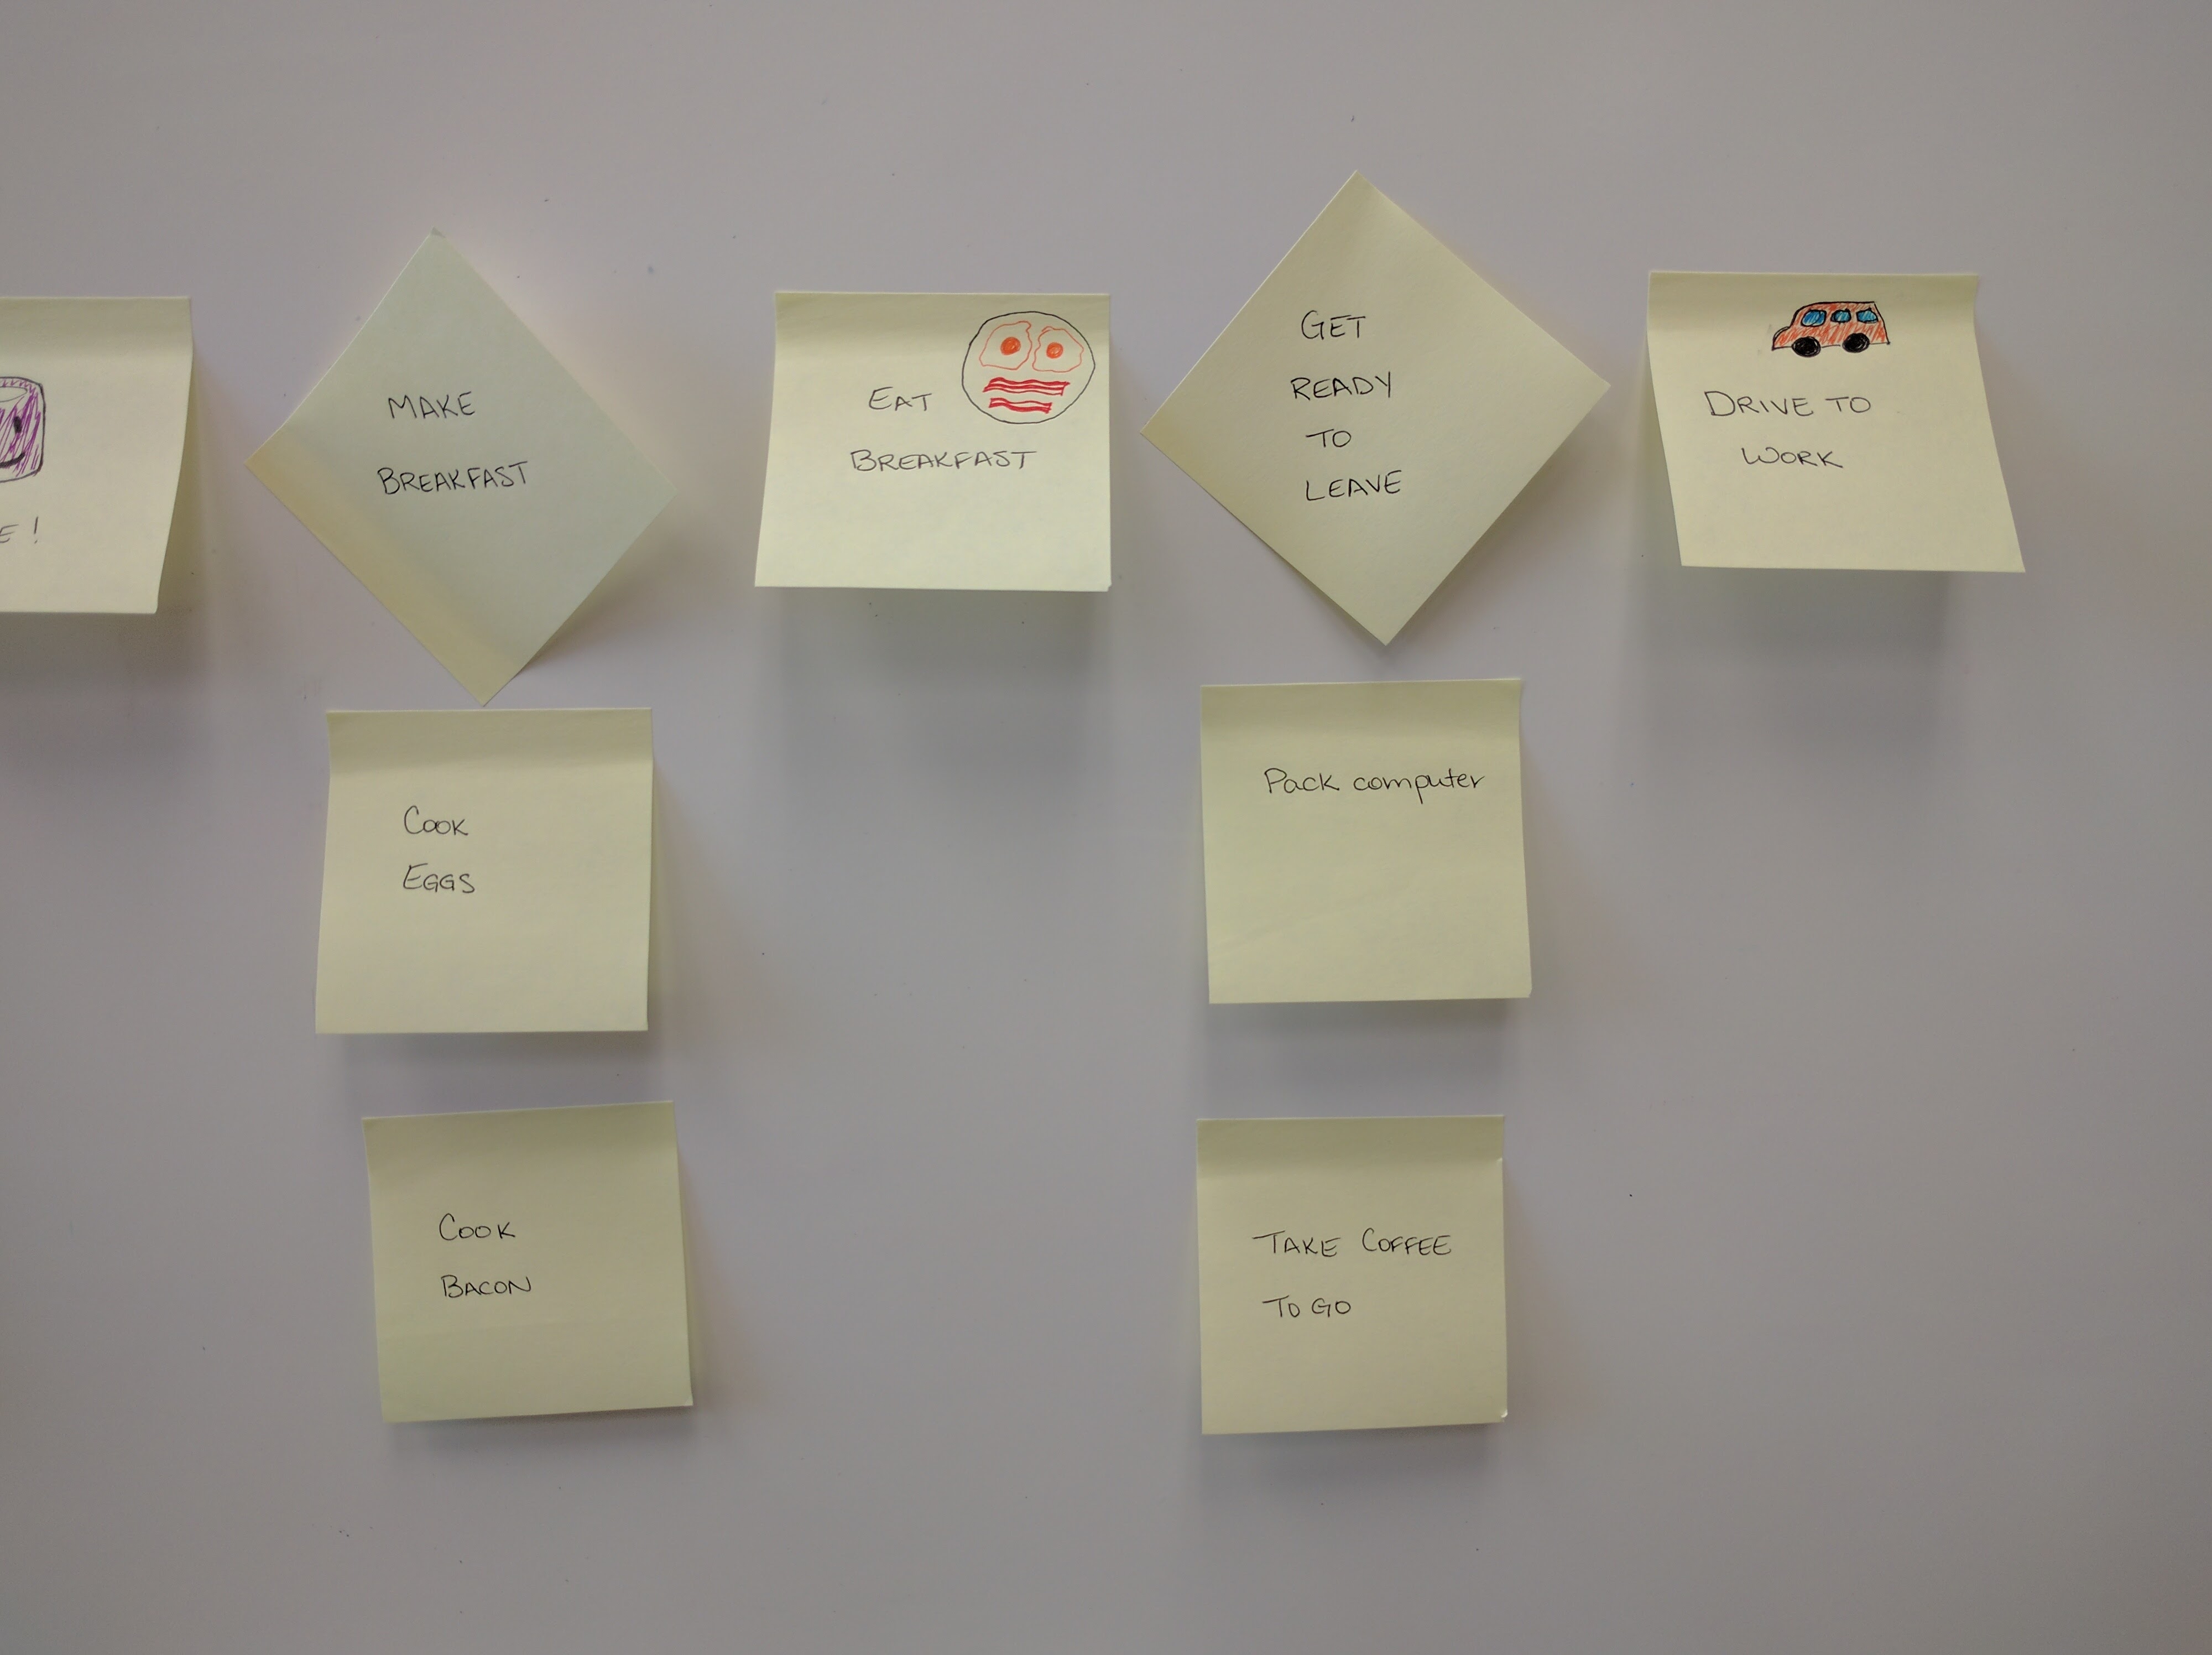 E!
MAKE
BREAKFAST
EAT
BREAKFAST
GET
READY
TO
LEAVE
DRIVE TO
WORK
COOK
EGGS
Pack computer
COOK
BACON
TAKE COFFEE
TO GO